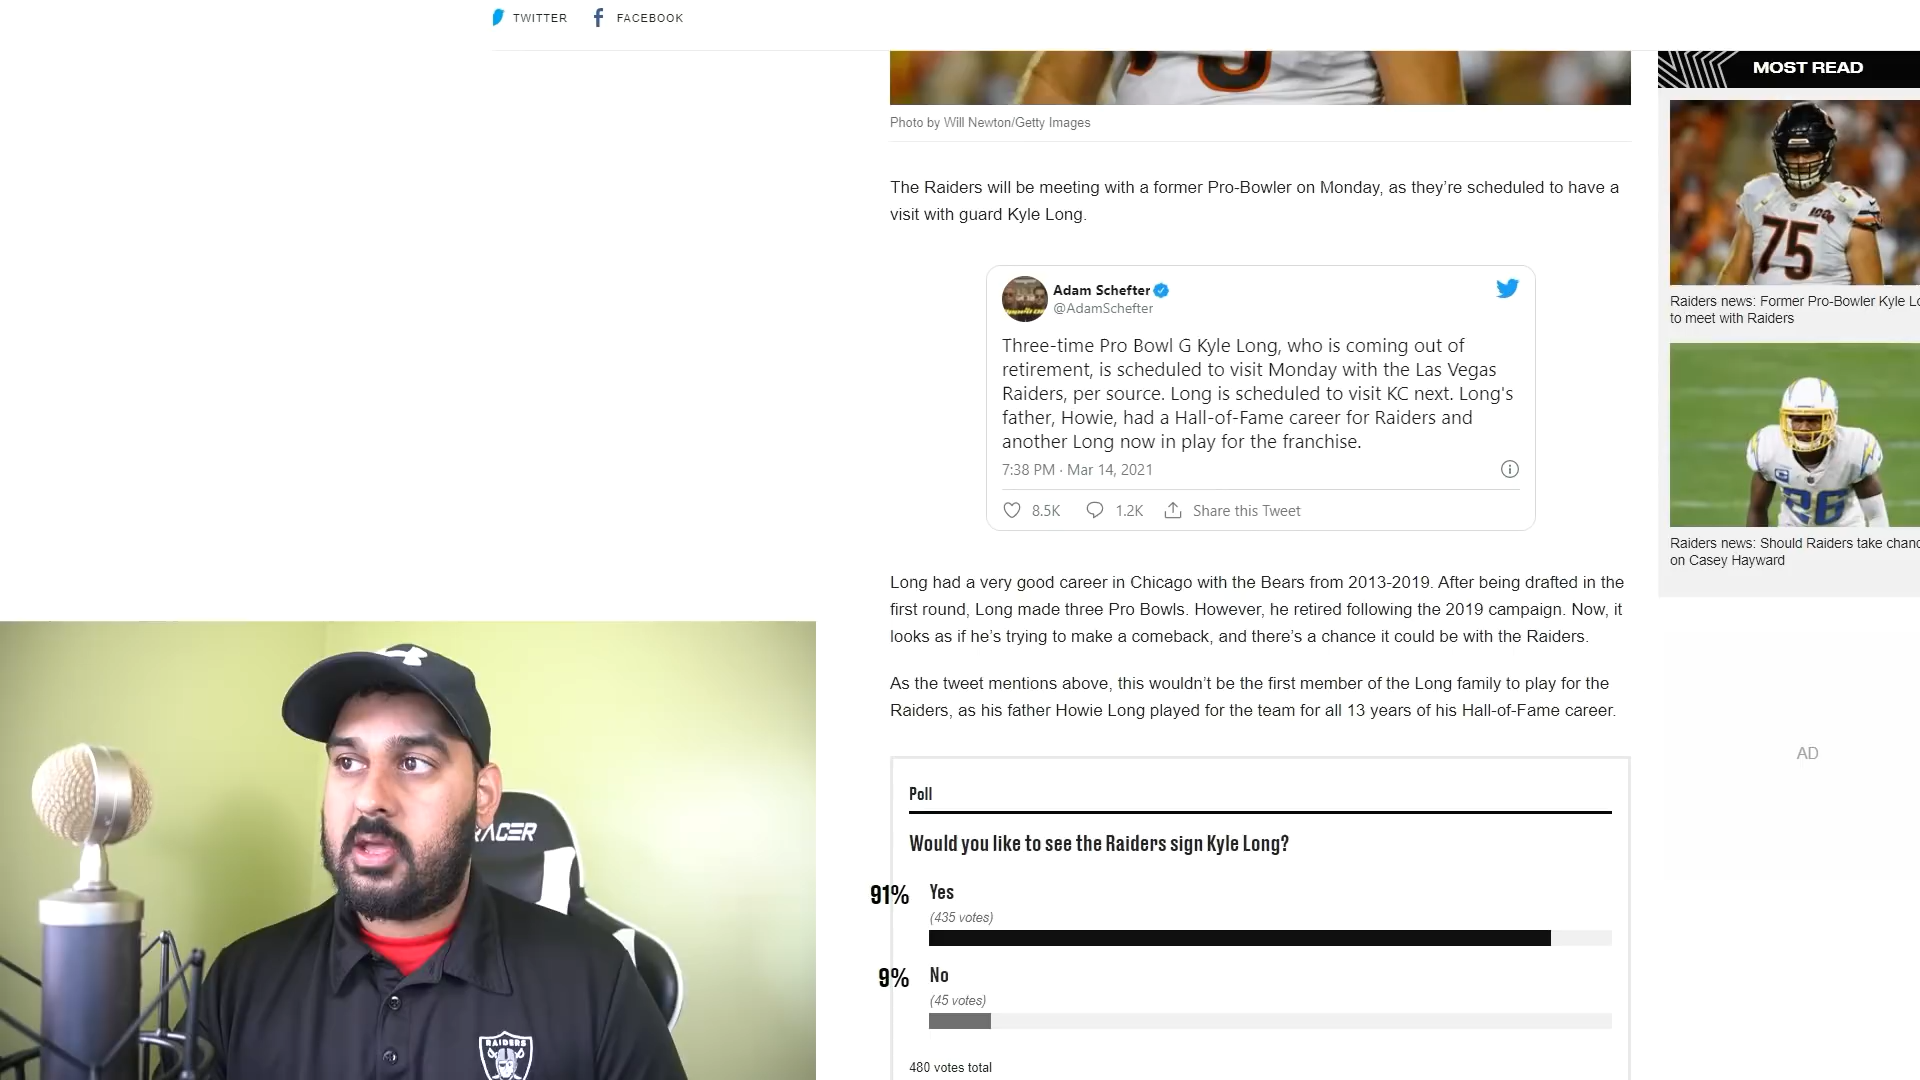 TWITTER FACEBOOK
MOST READ
Photo by Will Newton/Getty Images
The Raiders will be meeting with a former Pro-Bowler on Monday, as they’re scheduled to have a
visit with guard Kyle Long.
Adam Schefter
@AdamSchefter
Three-time Pro Bowl G Kyle Long, who is coming out of
retirement, is scheduled to visit Monday with the Las Vegas
Raiders, per source. Long is scheduled to visit KC next. Long's
father, Howie, had a Hall-of-Fame career for Raiders and
another Long now in play for the franchise.
7:38 PM · Mar 14, 2021
8.5K 1.2K Share this Tweet
Long had a very good career in Chicago with the Bears from 2013-2019. After being drafted in the
first round, Long made three Pro Bowls. However, he retired following the 2019 campaign. Now, it
looks as if he’s trying to make a comeback, and there’s a chance it could be with the Raiders.
As the tweet mentions above, this wouldn’t be the first member of the Long family to play for the
Raiders, as his father Howie Long played for the team for all 13 years of his Hall-of-Fame career.
Poll
Would you like to see the Raiders sign Kyle Long?
91% Yes
(435 votes)
9% No
(45 votes)
480 votes total
75
100
Raiders news: Former Pro-Bowler Kyle Lo
to meet with Raiders
26
Raiders news: Should Raiders take chanc
on Casey Hayward
AD
RACER
RAIDERS